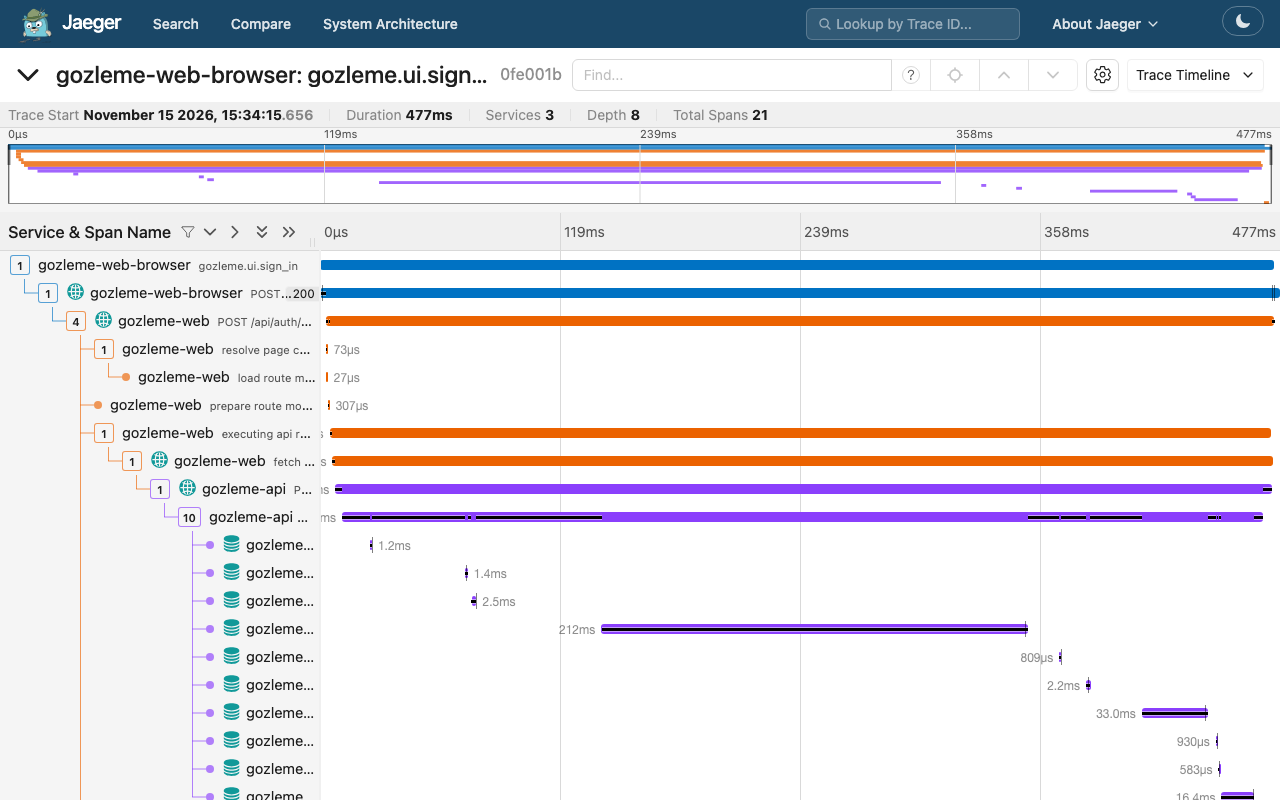 Jaeger Search Compare System Architecture Lookup by Trace ID... About Jaeger
gozleme-web-browser: gozleme.ui.sign... 0fe001b Find... ? Trace Timeline
Trace Start November 15 2026, 15:34:15.656 Duration 477ms Services 3 Depth 8 Total Spans 21
0μs 119ms 239ms 358ms 477ms
Service & Span Name 0μs 119ms 239ms 358ms 477ms
1 gozleme-web-browser gozleme.ui.sign_in
1 gozleme-web-browser POST... 200
4 gozleme-web POST /api/auth/...
1 gozleme-web resolve page c... 73μs
gozleme-web load route m... 27μs
gozleme-web prepare route mo... 307μs
1 gozleme-web executing api r... s
1 gozleme-web fetch ... s
1 gozleme-api P... ms
10 gozleme-api ... ms
gozleme... 1.2ms
gozleme... 1.4ms
gozleme... 2.5ms
gozleme... 212ms
gozleme... 809μs
gozleme... 2.2ms
gozleme... 33.0ms
gozleme... 930μs
gozleme... 583μs
gozleme... 16.4ms